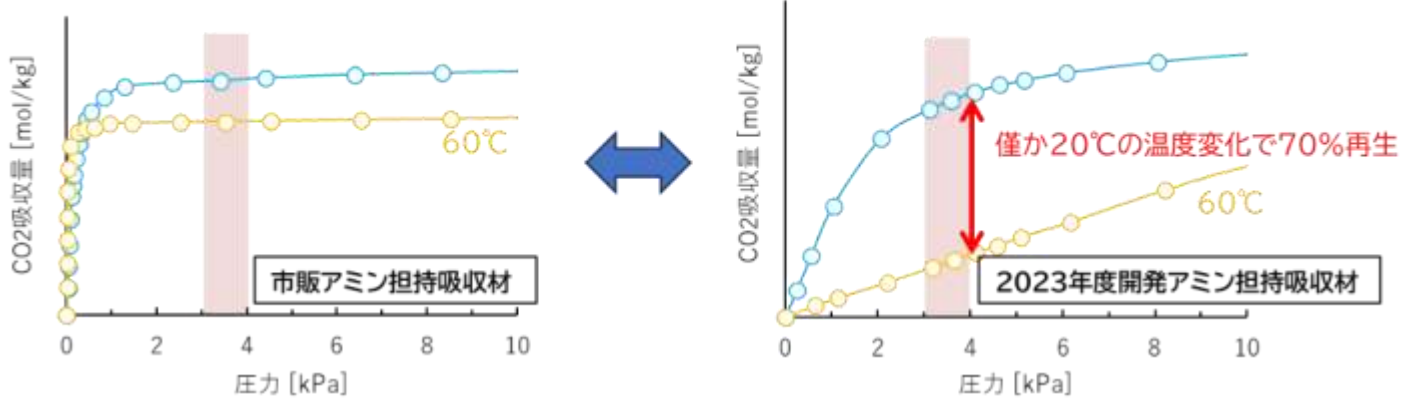 CO2吸収量 [mol/kg]
60℃
市販アミン担持吸収材
0 2 4 6 8 10
圧力 [kPa]
CO2吸収量 [mol/kg]
僅か20℃の温度変化で70%再生
60℃
2023年度開発アミン担持吸収材
0 2 4 6 8 10
圧力 [kPa]